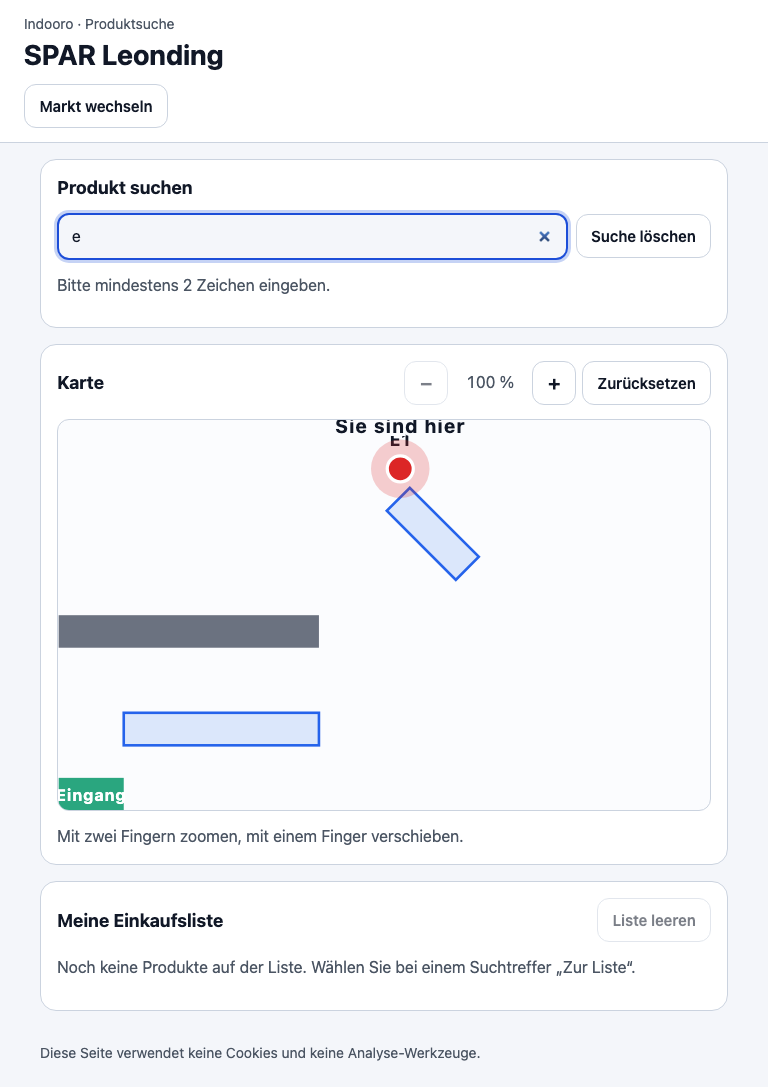 Indooro · Produktsuche
SPAR Leonding
Markt wechseln
Produkt suchen
e
Suche löschen
Bitte mindestens 2 Zeichen eingeben.
Karte
− 100 % + Zurücksetzen
Sie sind hier
E1
Eingang
Mit zwei Fingern zoomen, mit einem Finger verschieben.
Meine Einkaufsliste
Liste leeren
Noch keine Produkte auf der Liste. Wählen Sie bei einem Suchtreffer „Zur Liste“.
Diese Seite verwendet keine Cookies und keine Analyse-Werkzeuge.